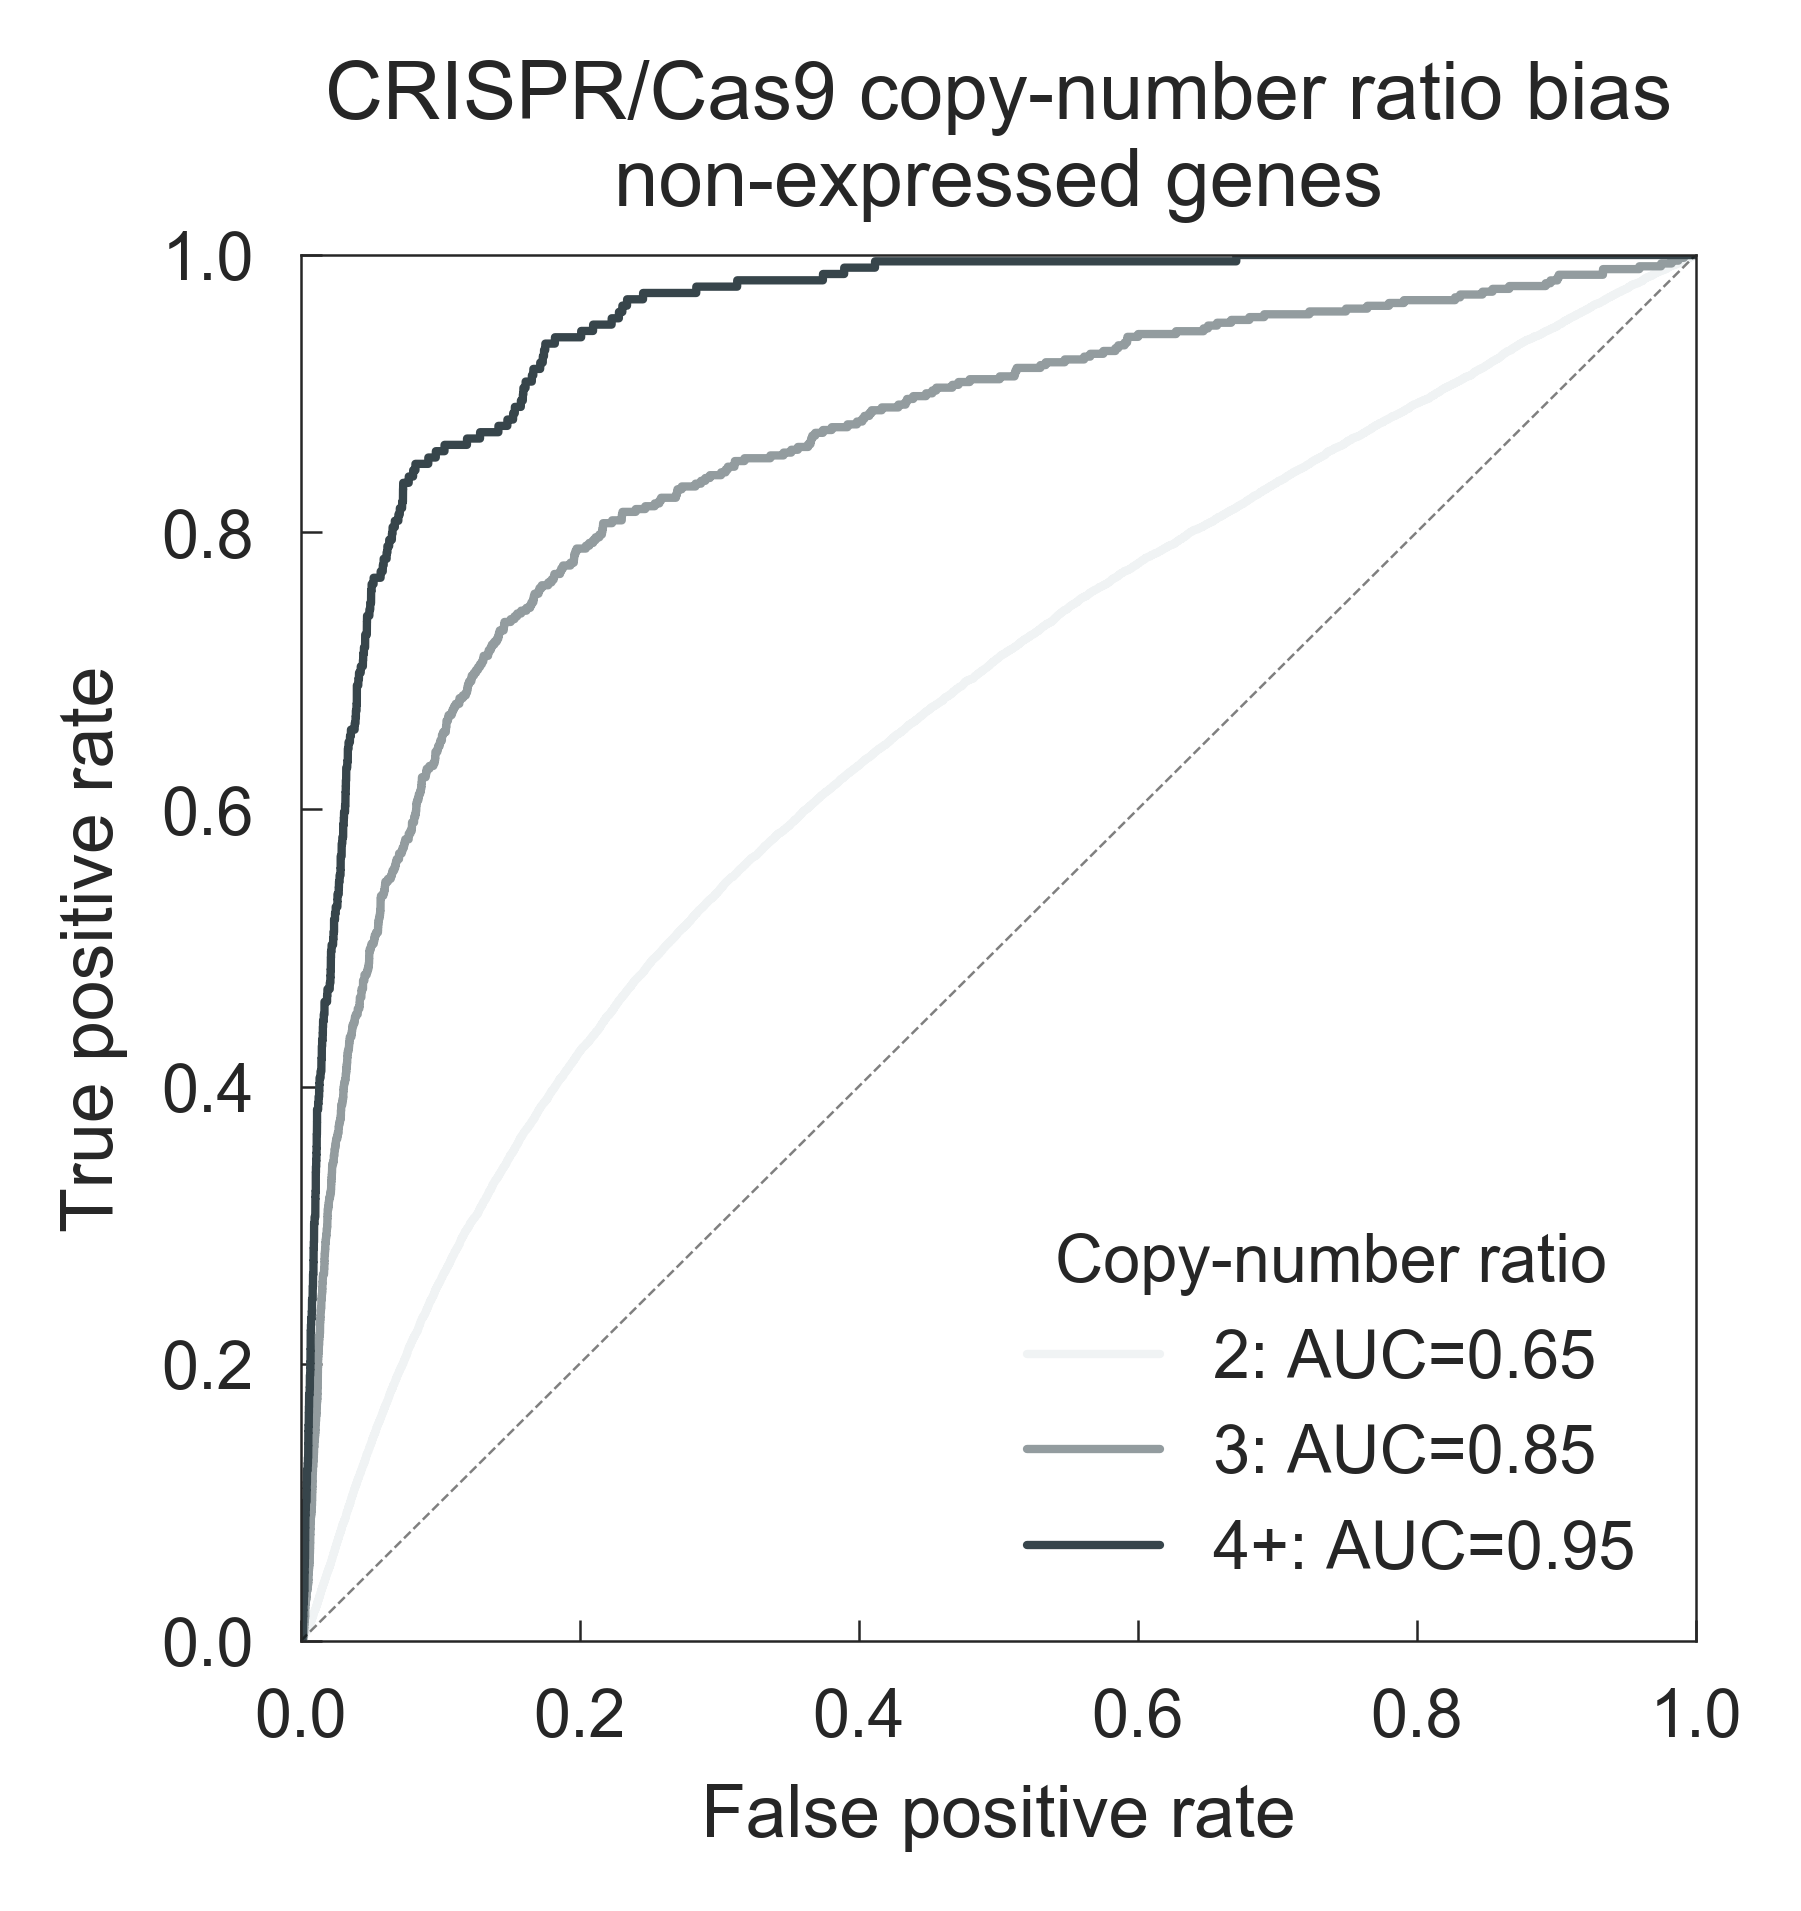 CRISPR/Cas9 copy-number ratio bias
non-expressed genes
True positive rate
1.0
0.8
0.6
0.4
0.2
0.0
Copy-number ratio
2: AUC=0.65
3: AUC=0.85
4+: AUC=0.95
0.0 0.2 0.4 0.6 0.8 1.0
False positive rate